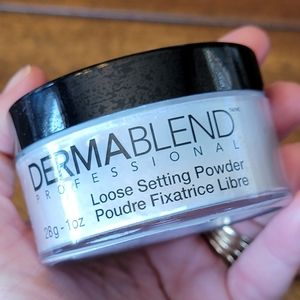 DERMABLEND
PROFESSIONAL
Loose Setting Powder
Poudre Fixatrice Libre
28g - 1oz